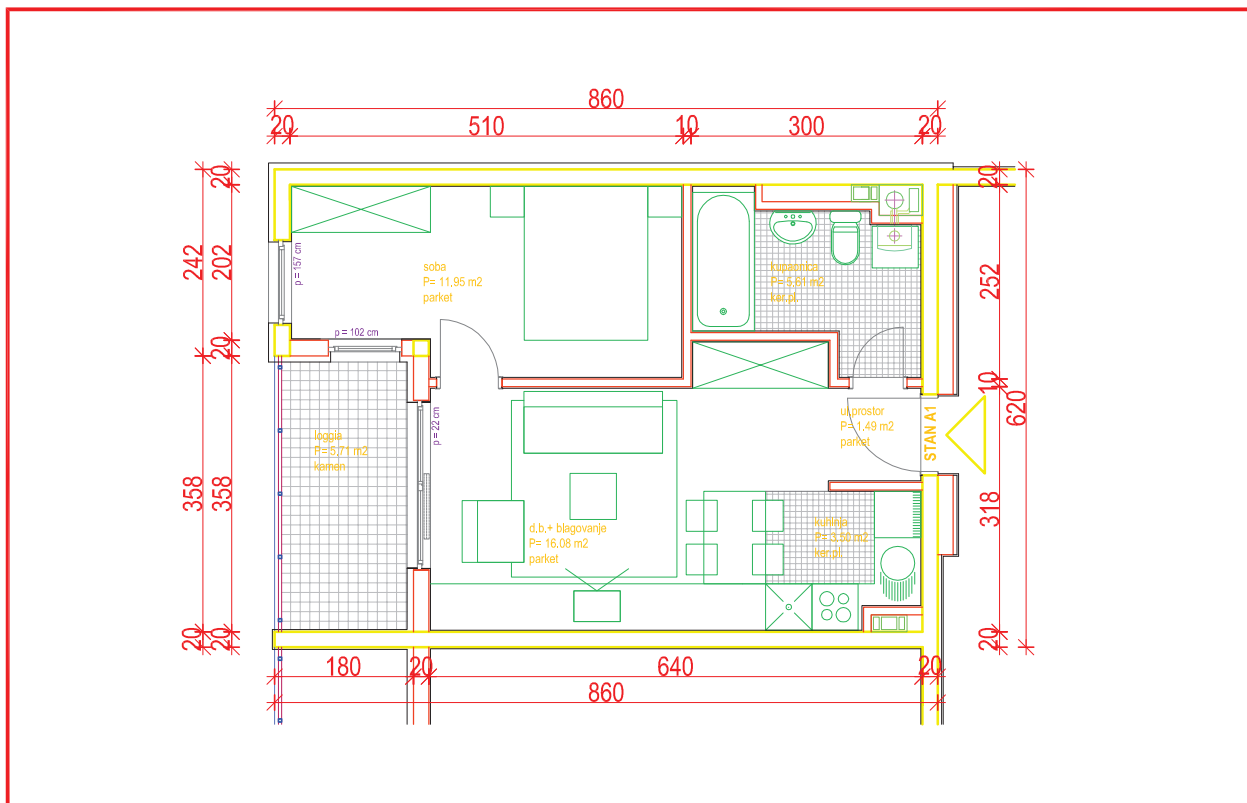 860
20
510
10
300
20
20
242
202
20
358
358
20
20
p = 157 cm
soba
P= 11,95 m2
parket
p = 102 cm
kupaonica
P= 5,61 m2
ker.pl.
20
252
10
620
318
20
loggia
P= 5,71 m2
kamen
p = 22 cm
ul.prostor
P= 1,49 m2
parket
STAN A1
d,b,+ blagovanje
P= 16,08 m2
parket
kuhinja
P= 3,50 m2
ker.pl.
180
20
640
20
860